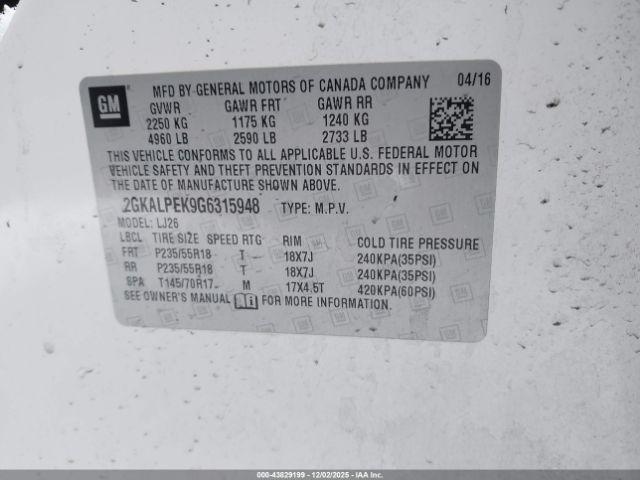 GM
MFD BY GENERAL MOTORS OF CANADA COMPANY 04/16
GVWR GAWR FRT GAWR RR
2250 KG 1175 KG 1240 KG
4960 LB 2590 LB 2733 LB
THIS VEHICLE CONFORMS TO ALL APPLICABLE U.S. FEDERAL MOTOR
VEHICLE SAFETY AND THEFT PREVENTION STANDARDS IN EFFECT ON
THE DATE OF MANUFACTURE SHOWN ABOVE.
2GKALPEK9G6315948 TYPE: M.P.V.
MODEL: LJ26
LBCL TIRE SIZE SPEED RTG RIM COLD TIRE PRESSURE
FRT P235/55R18 T 18X7J 240KPA(35PSI)
RR P235/55R18 T 18X7J 240KPA(35PSI)
SPA T145/70R17 M 17X4.5T 420KPA(60PSI)
SEE OWNER'S MANUAL FOR MORE INFORMATION.
000-43829199 - 12/02/2025 - COPART